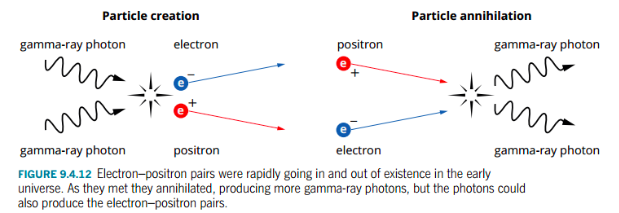 Particle creation
Particle annihilation
gamma-ray photon
electron
positron
gamma-ray photon
e
−
e
+
e
+
e
−
gamma-ray photon
positron
electron
gamma-ray photon
FIGURE 9.4.12 Electron–positron pairs were rapidly going in and out of existence in the early
universe. As they met they annihilated, producing more gamma-ray photons, but the photons could
also produce the electron–positron pairs.